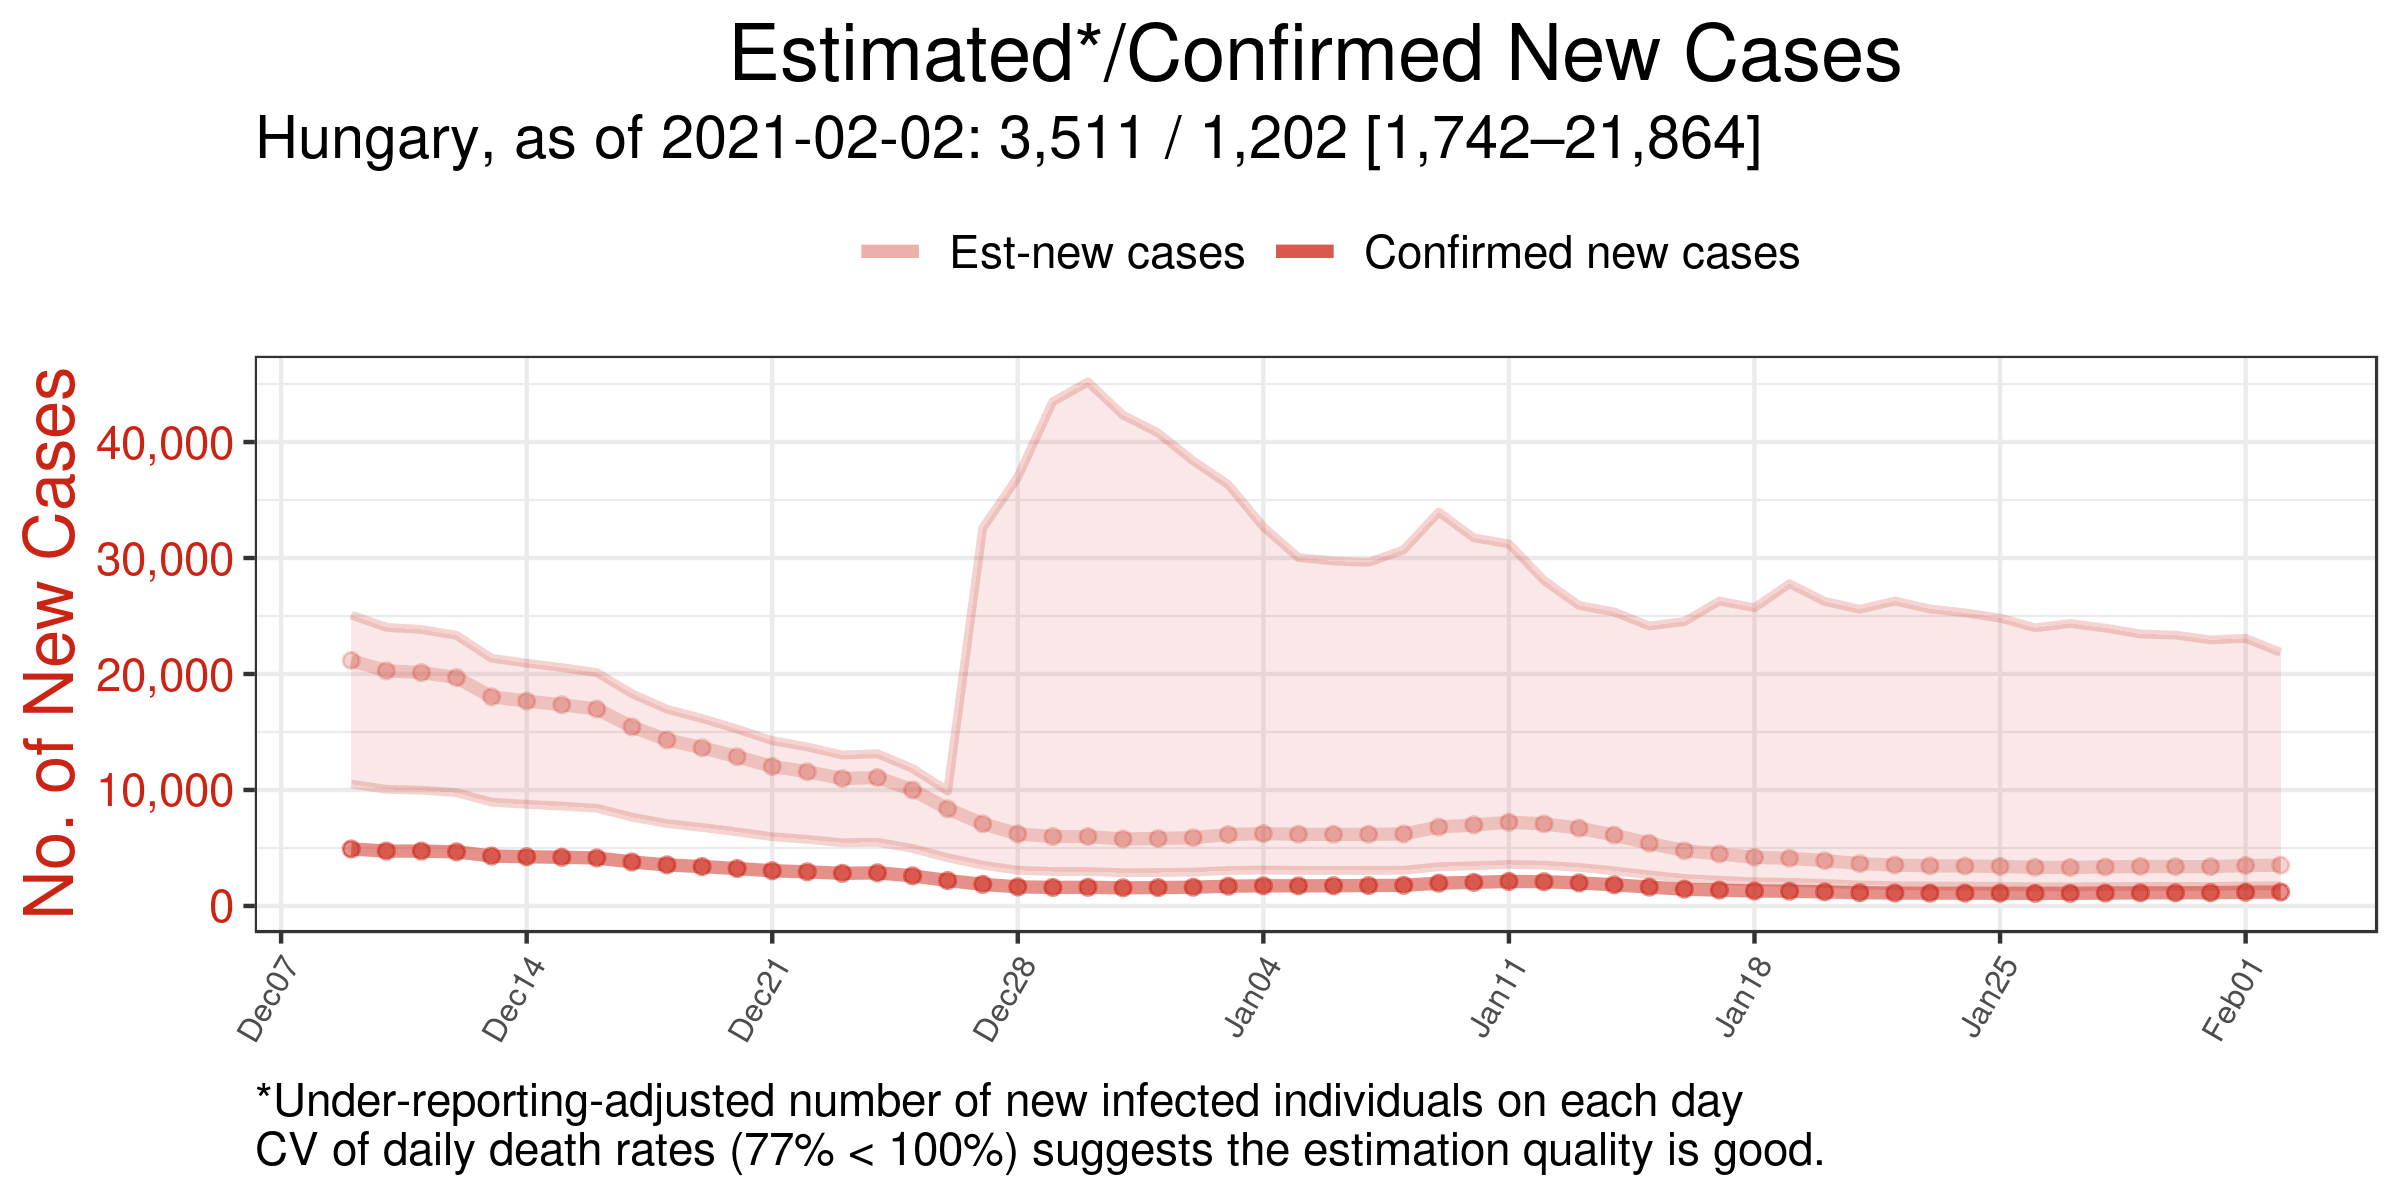 Estimated*/Confirmed New Cases
Hungary, as of 2021-02-02: 3,511 / 1,202 [1,742–21,864]
Est-new cases Confirmed new cases
No. of New Cases
40,000
30,000
20,000
10,000
0
Dec07 Dec14 Dec21 Dec28 Jan04 Jan11 Jan18 Jan25 Feb01
*Under-reporting-adjusted number of new infected individuals on each day
CV of daily death rates (77% < 100%) suggests the estimation quality is good.